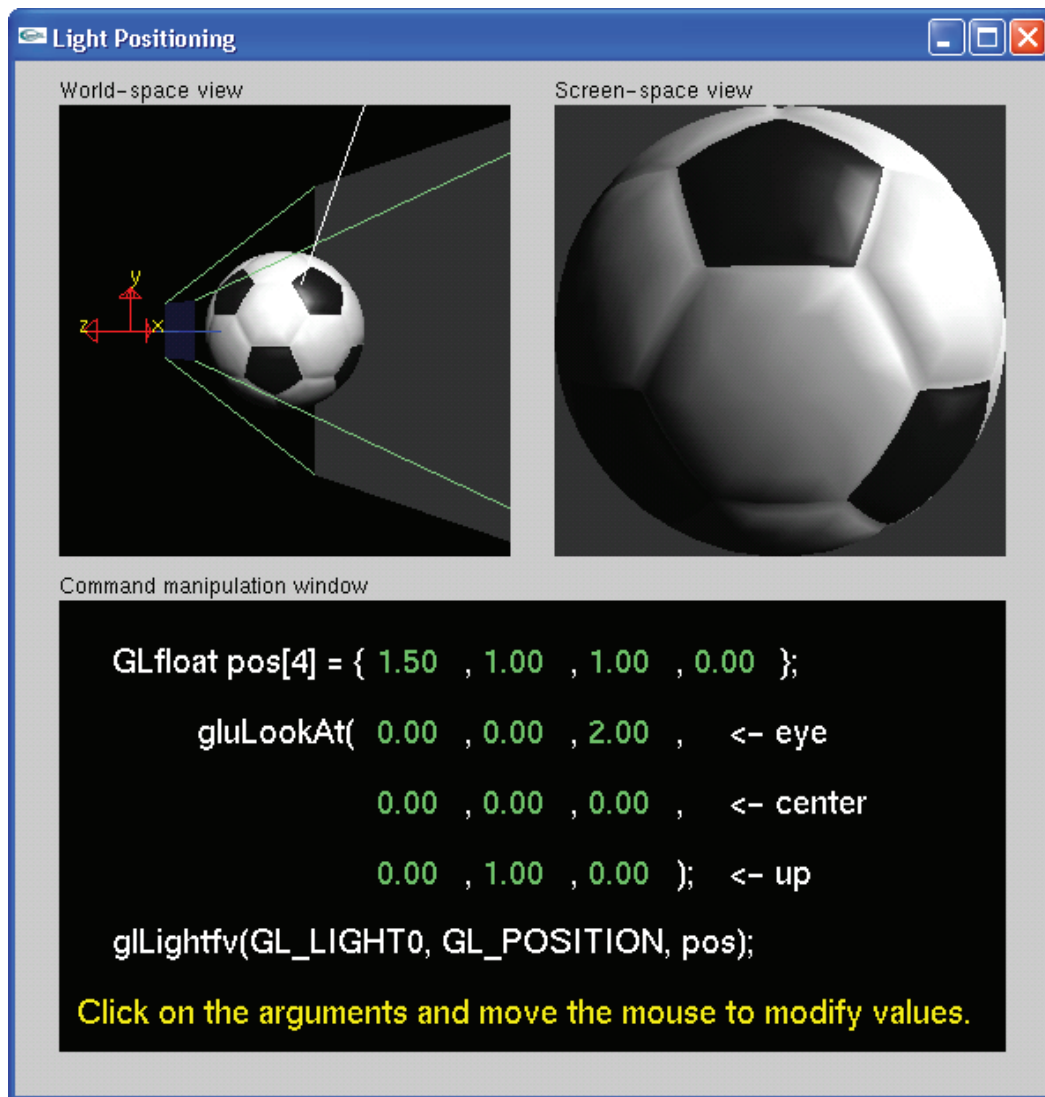 Light Positioning
World-space view
Screen-space view
y
z x
Command manipulation window
GLfloat pos[4] = { 1.50 , 1.00 , 1.00 , 0.00 };
gluLookAt( 0.00 , 0.00 , 2.00 , <- eye
0.00 , 0.00 , 0.00 , <- center
0.00 , 1.00 , 0.00 ); <- up
glLightfv(GL_LIGHT0, GL_POSITION, pos);
Click on the arguments and move the mouse to modify values.